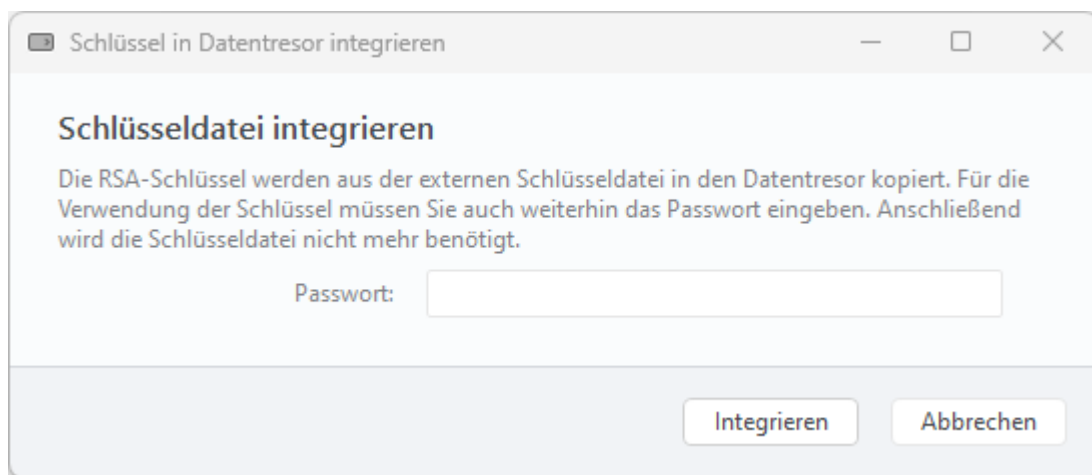 Schlüssel in Datentresor integrieren
Schlüsseldatei integrieren
Die RSA-Schlüssel werden aus der externen Schlüsseldatei in den Datentresor kopiert. Für die
Verwendung der Schlüssel müssen Sie auch weiterhin das Passwort eingeben. Anschließend
wird die Schlüsseldatei nicht mehr benötigt.
Passwort:
Integrieren Abbrechen